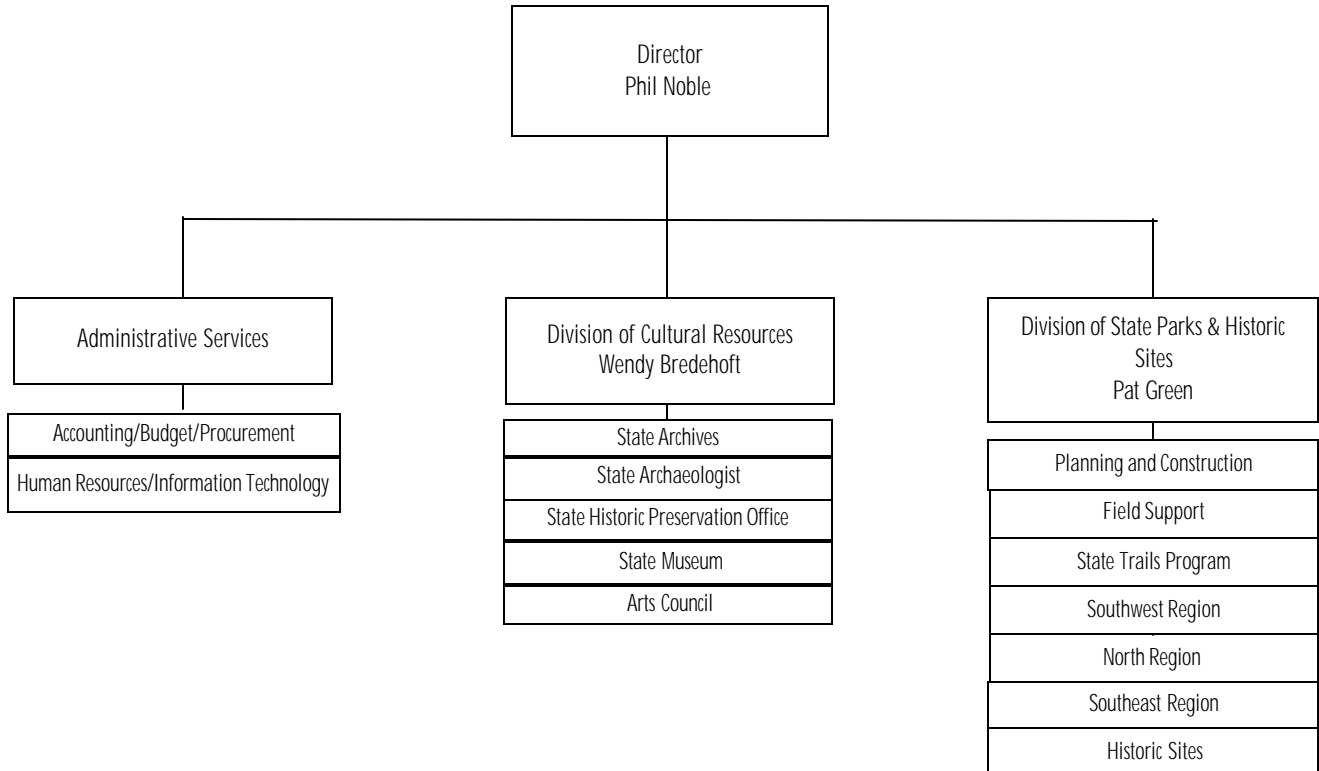 Director
Phil Noble
Administrative Services
Accounting/Budget/Procurement
Human Resources/Information Technology
Division of Cultural Resources
Wendy Bredehoft
State Archives
State Archaeologist
State Historic Preservation Office
State Museum
Arts Council
Division of State Parks & Historic
Sites
Pat Green
Planning and Construction
Field Support
State Trails Program
Southwest Region
North Region
Southeast Region
Historic Sites